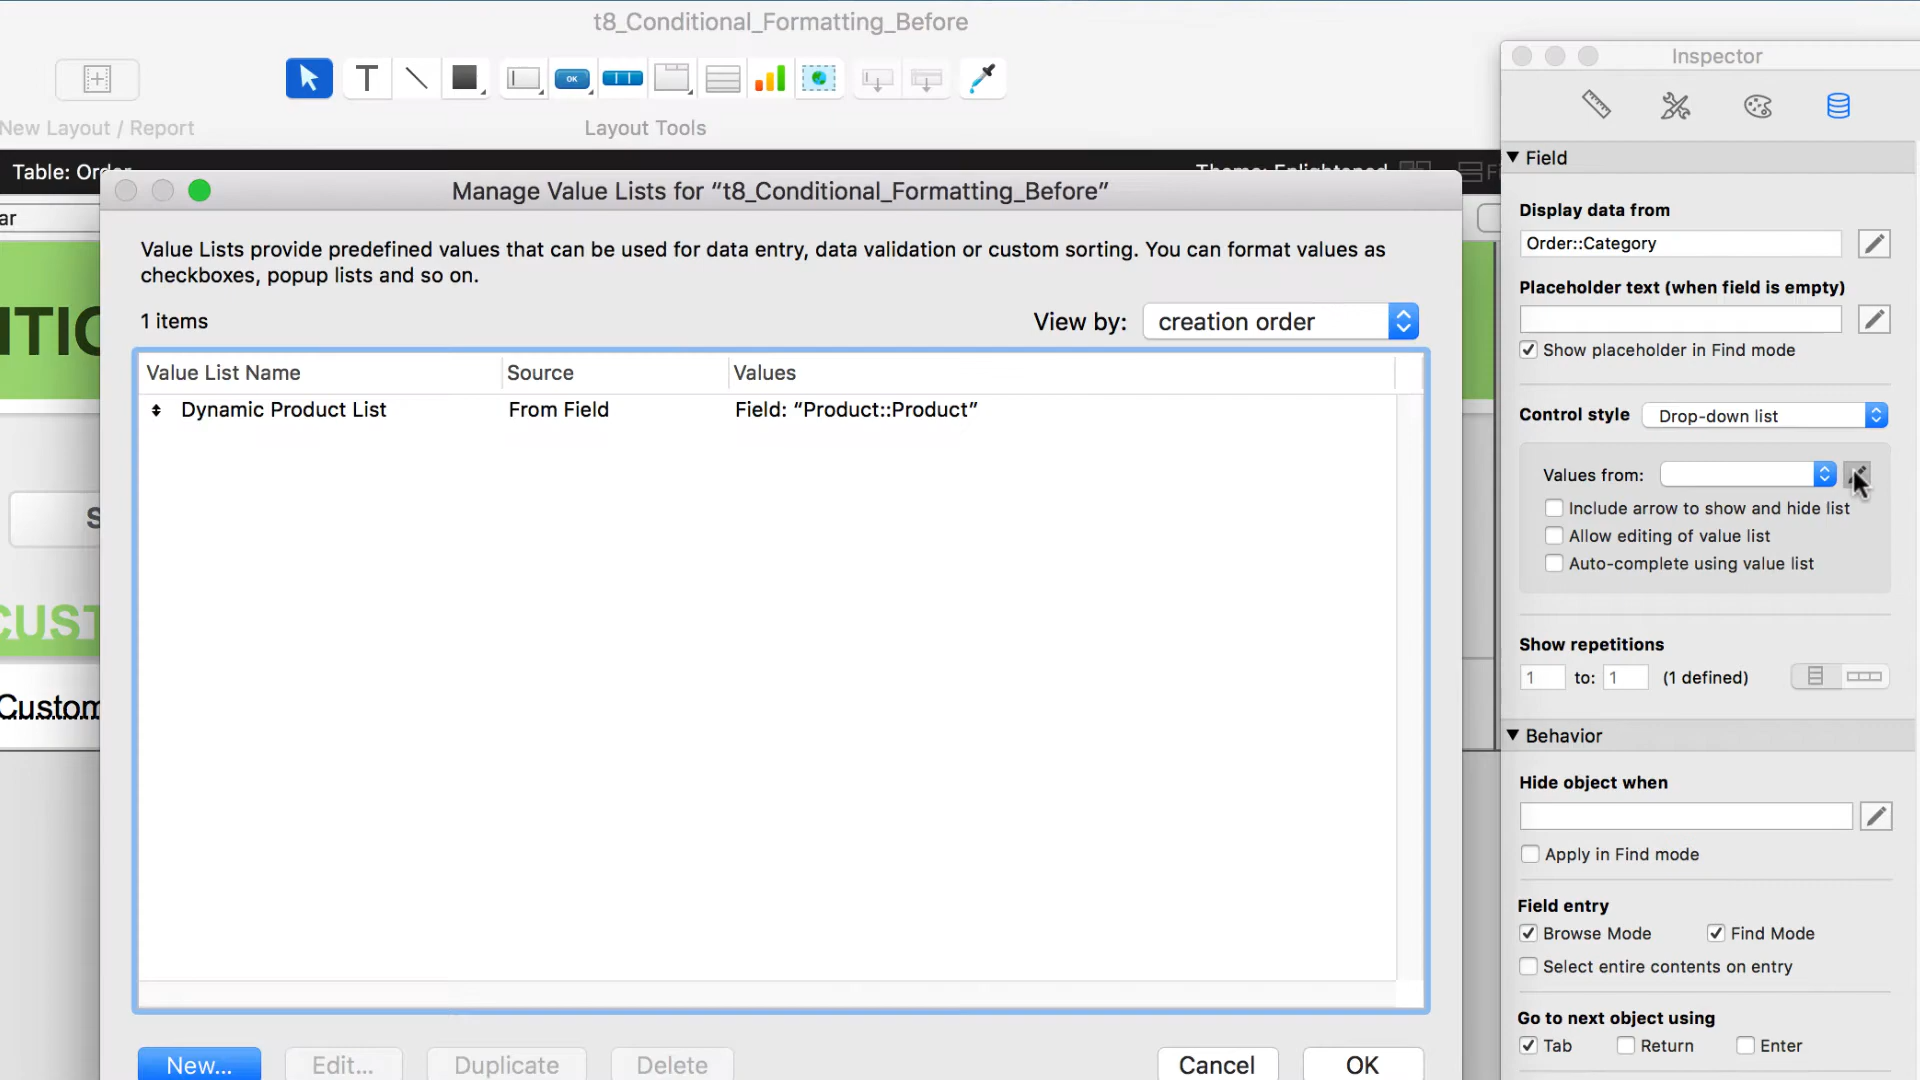 t8_Conditional_Formatting_Before
New Layout / Report
OK
Layout Tools
Table: Order
ar
ITIC
S
CUST
Custom
Manage Value Lists for “t8_Conditional_Formatting_Before”
Value Lists provide predefined values that can be used for data entry, data validation or custom sorting. You can format values as
checkboxes, popup lists and so on.
1 items
View by: creation order
Value List Name Source Values
Dynamic Product List From Field Field: “Product::Product”
New... Edit... Duplicate Delete Cancel OK
Theme: Enlightened
Inspector
Field
Display data from
Order::Category
Placeholder text (when field is empty)
Show placeholder in Find mode
Control style Drop-down list
Values from:
Include arrow to show and hide list
Allow editing of value list
Auto-complete using value list
Show repetitions
1 to: 1 (1 defined)
Behavior
Hide object when
Apply in Find mode
Field entry
Browse Mode Find Mode
Select entire contents on entry
Go to next object using
Tab Return Enter